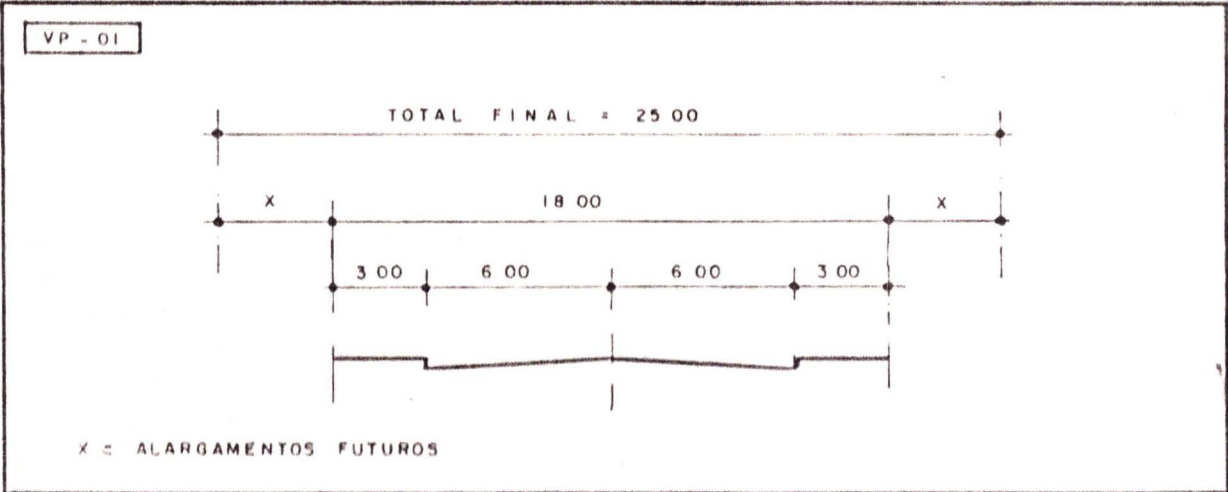 VP - 01
TOTAL FINAL = 25 00
X 18 00 X
3 00 6 00 6 00 3 00
X = ALARGAMENTOS FUTUROS